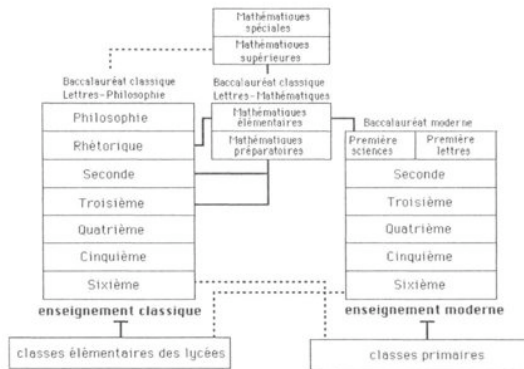 Mathématiques
spéciales
Mathématiques
supérieures
Baccalauréat classique
Lettres-Philosophie
Baccalauréat classique
Lettres-Mathématiques
Baccalauréat moderne
Philosophie
Rhètorique
Seconde
Troisième
Quatrième
Cinquième
Sixième
enseignement classique
Mathématiques
élémentaires
Mathématiques
préparatoires
Première
sciences
Première
lettres
Seconde
Troisième
Quatrième
Cinquième
Sixième
enseignement moderne
classes élèmentaires des lycées
classes primaires